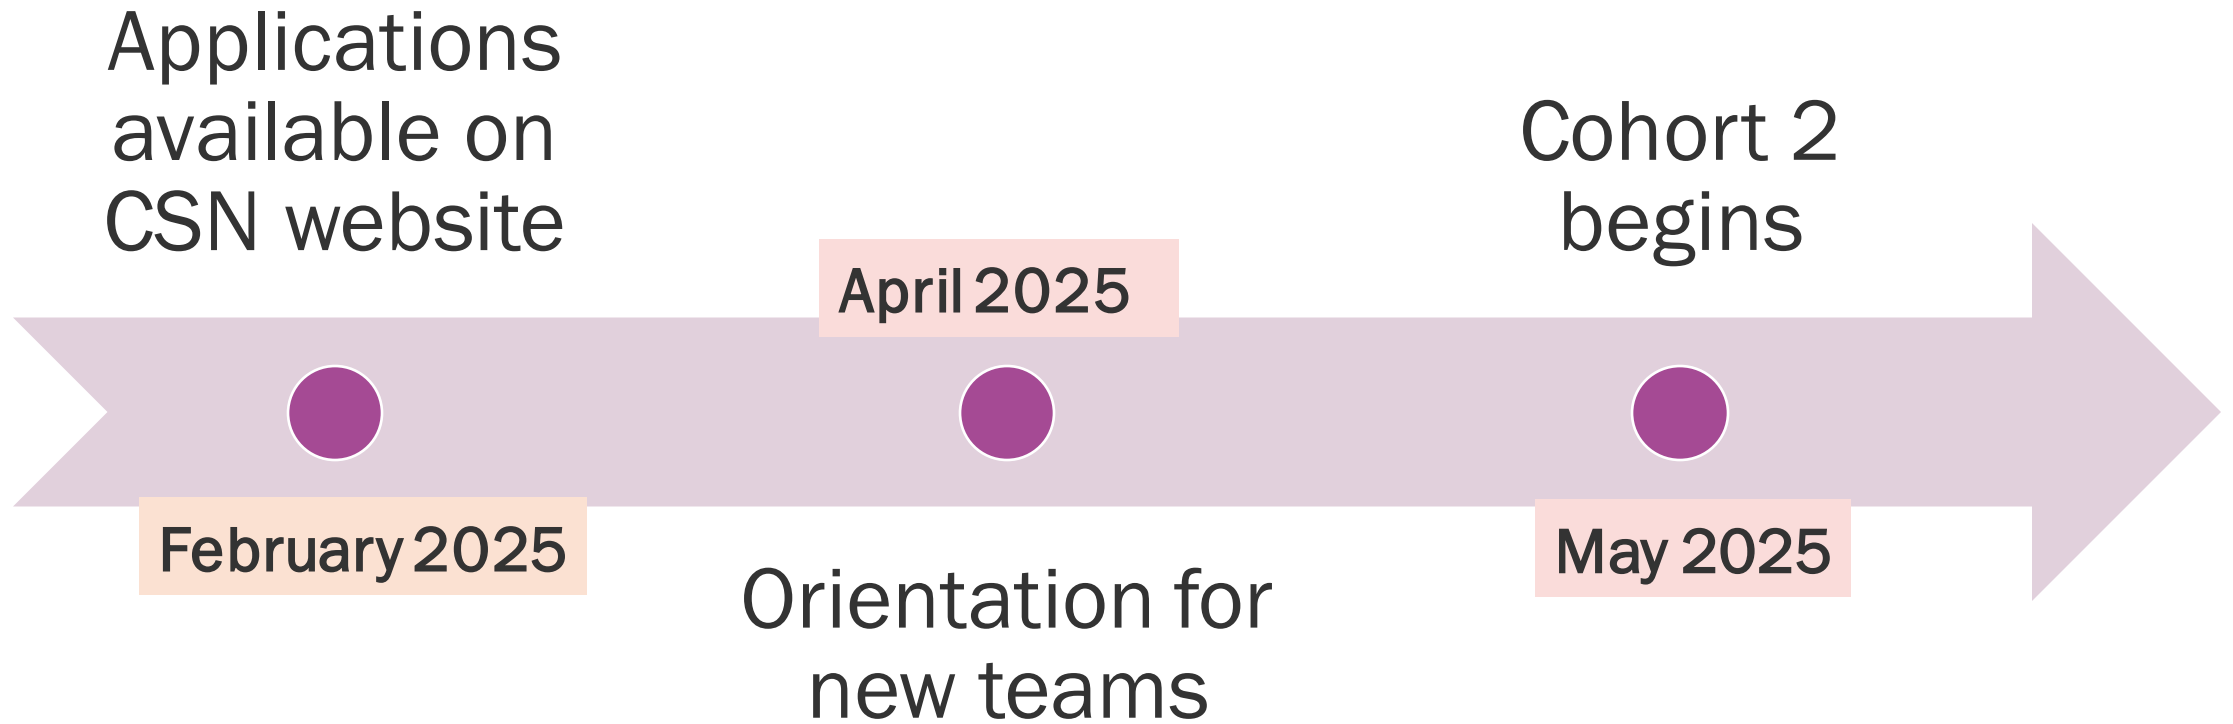 Applications
available on
CSN website
February 2025
April 2025
Orientation for
new teams
Cohort 2
begins
May 2025